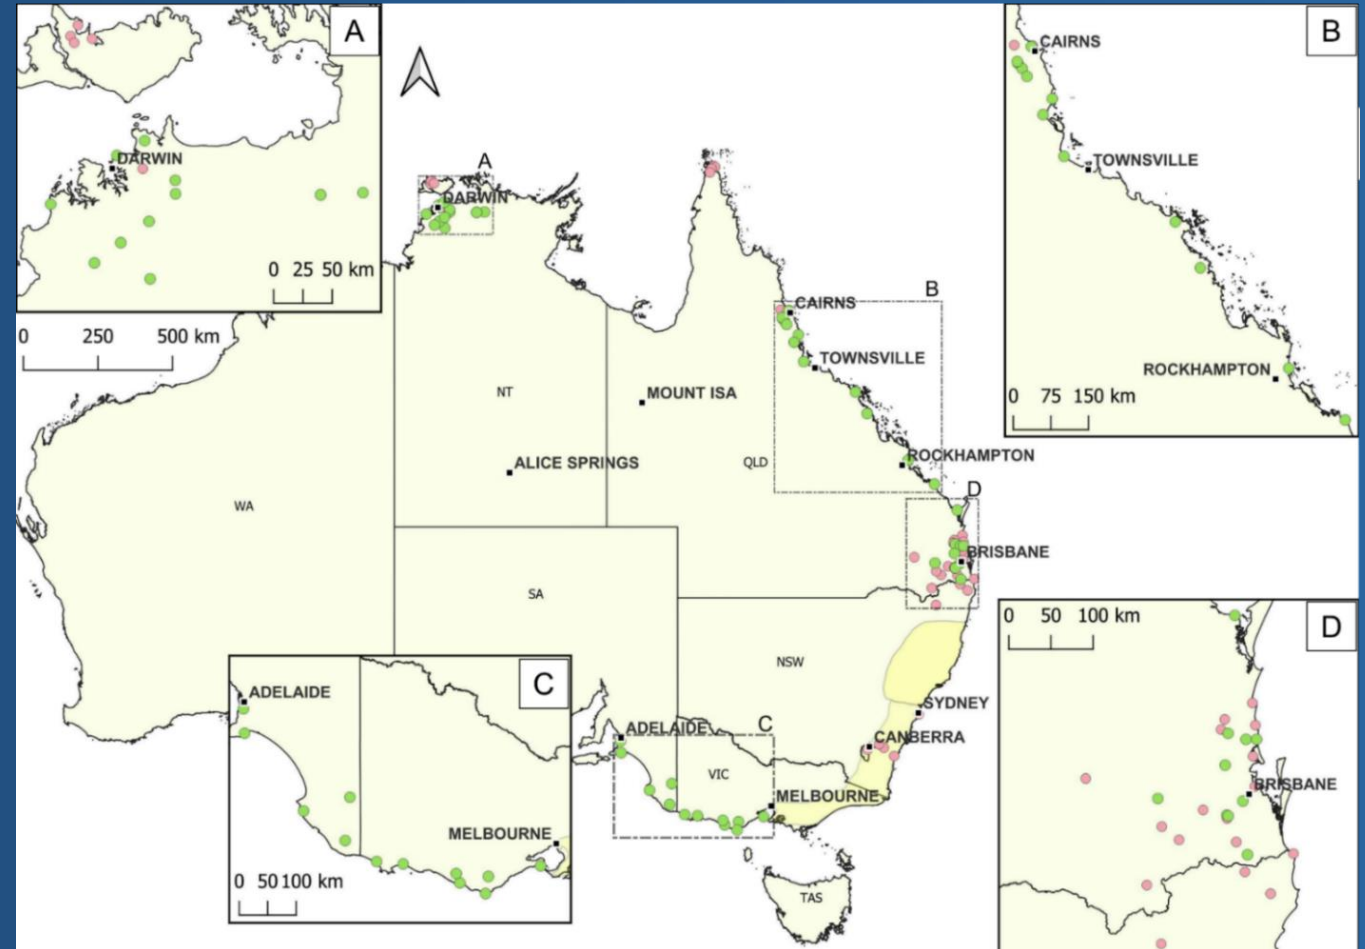 A
DARWIN
0 25 50 km
0 250 500 km
A
DARWIN
B
CAIRNS
TOWNSVILLE
ROCKHAMPTON
0 75 150 km
B
CAIRNS
TOWNSVILLE
NT
MOUNT ISA
ALICE SPRINGS
QLD
ROCKHAMPTON
WA
D
BRISBANE
SA
NSW
SYDNEY
CANBERRA
C
ADELAIDE
VIC
MELBOURNE
TAS
C
ADELAIDE
MELBOURNE
0 50 100 km
0 50 100 km
D
BRISBANE